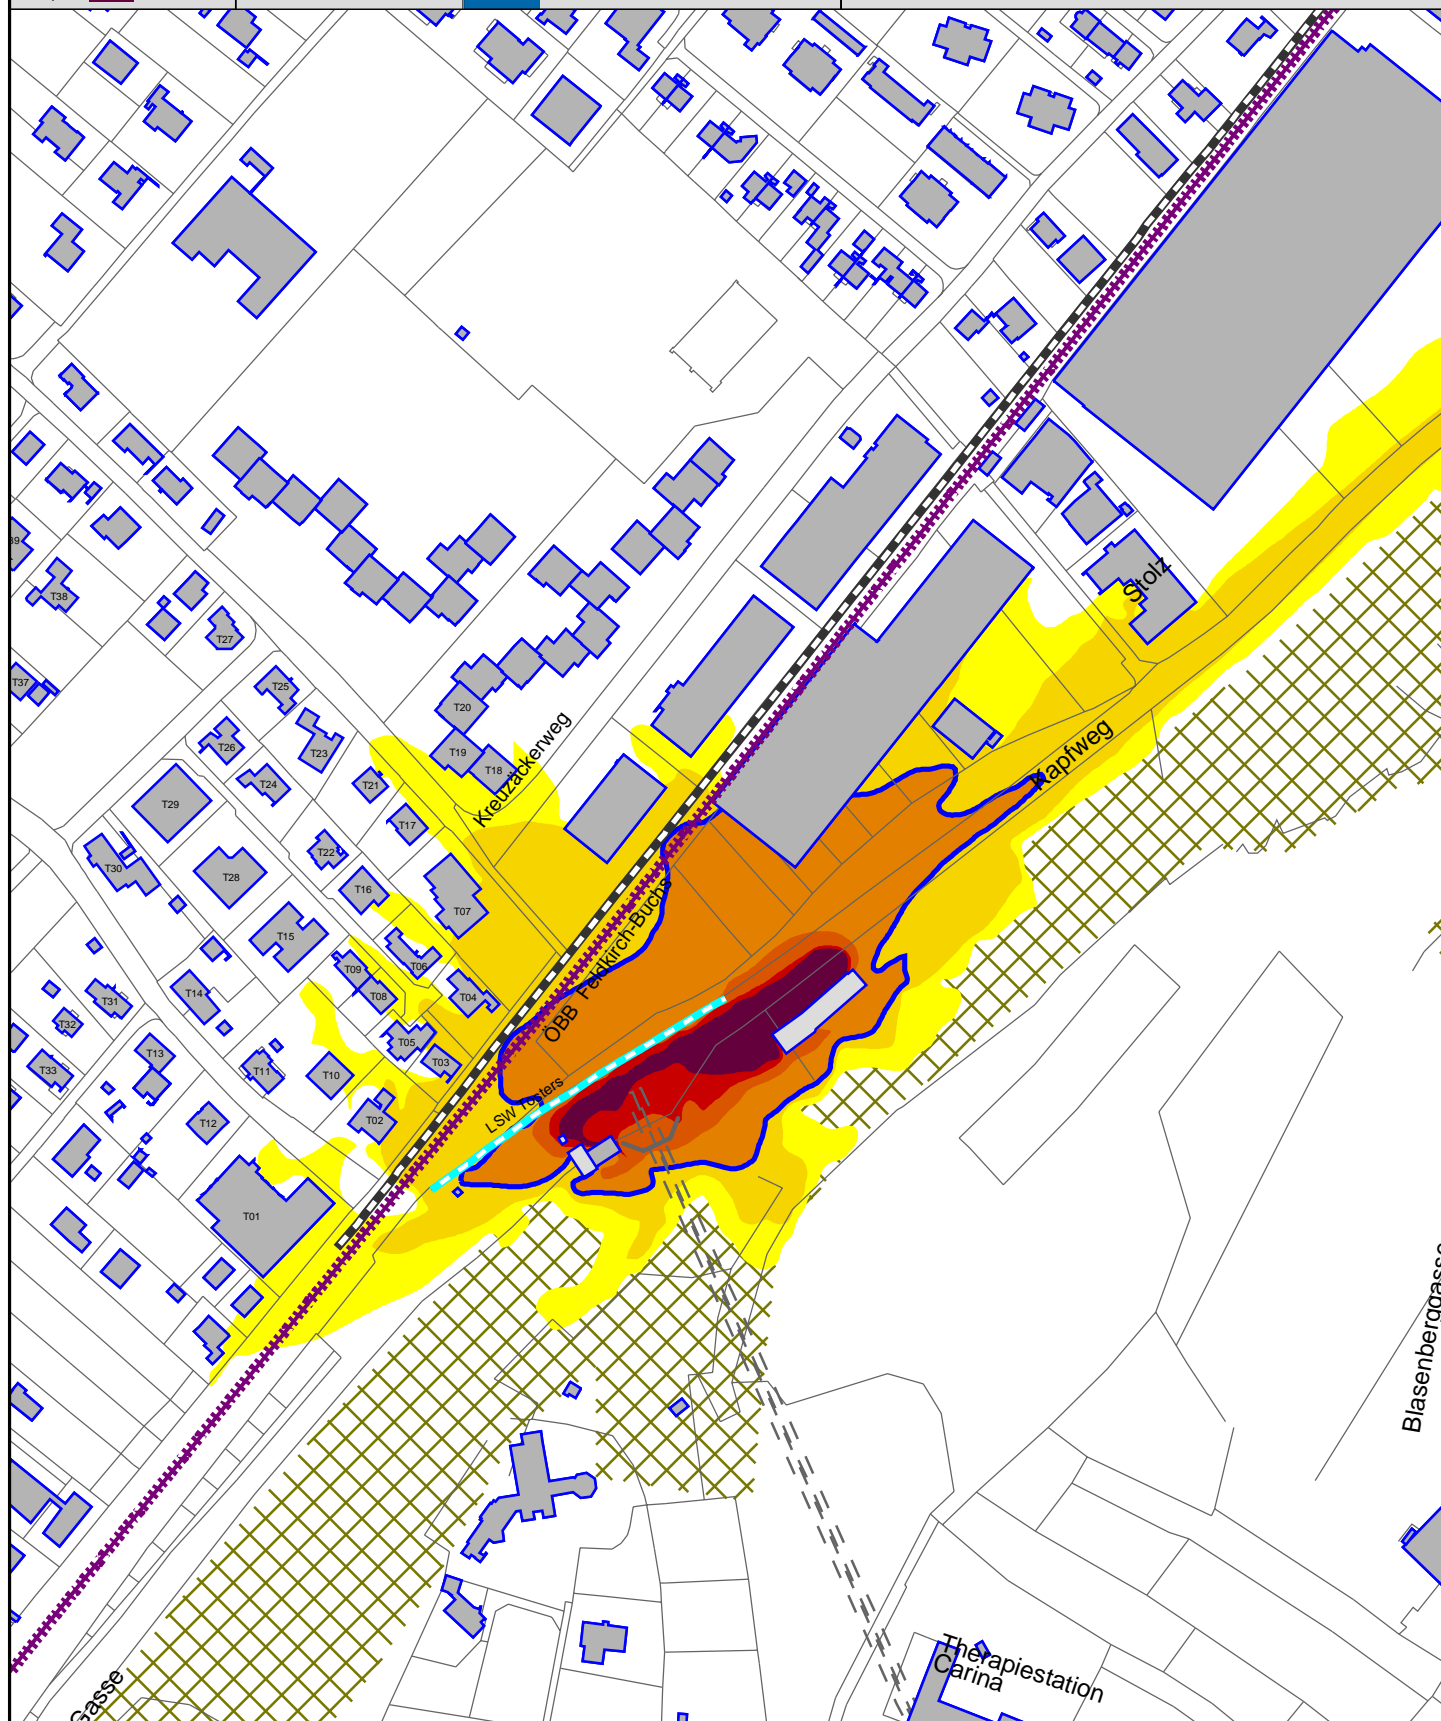 39
T38
T27
Stolz
T37
T25
T20
T26
T23
T19
T18
Kreuzäckerweg
Kapfweg
T24
T21
T29
T17
T22
T30
T28
T16
T07
T15
T09
T06
T08
T04
ÖBB Feldkirch-Buchs
T14
T31
T32
T05
T13
T03
T33
T11
T10
LSW Tosters
T12
T02
T01
Blasenberggasse
Therapiestation
Carina
Gasse